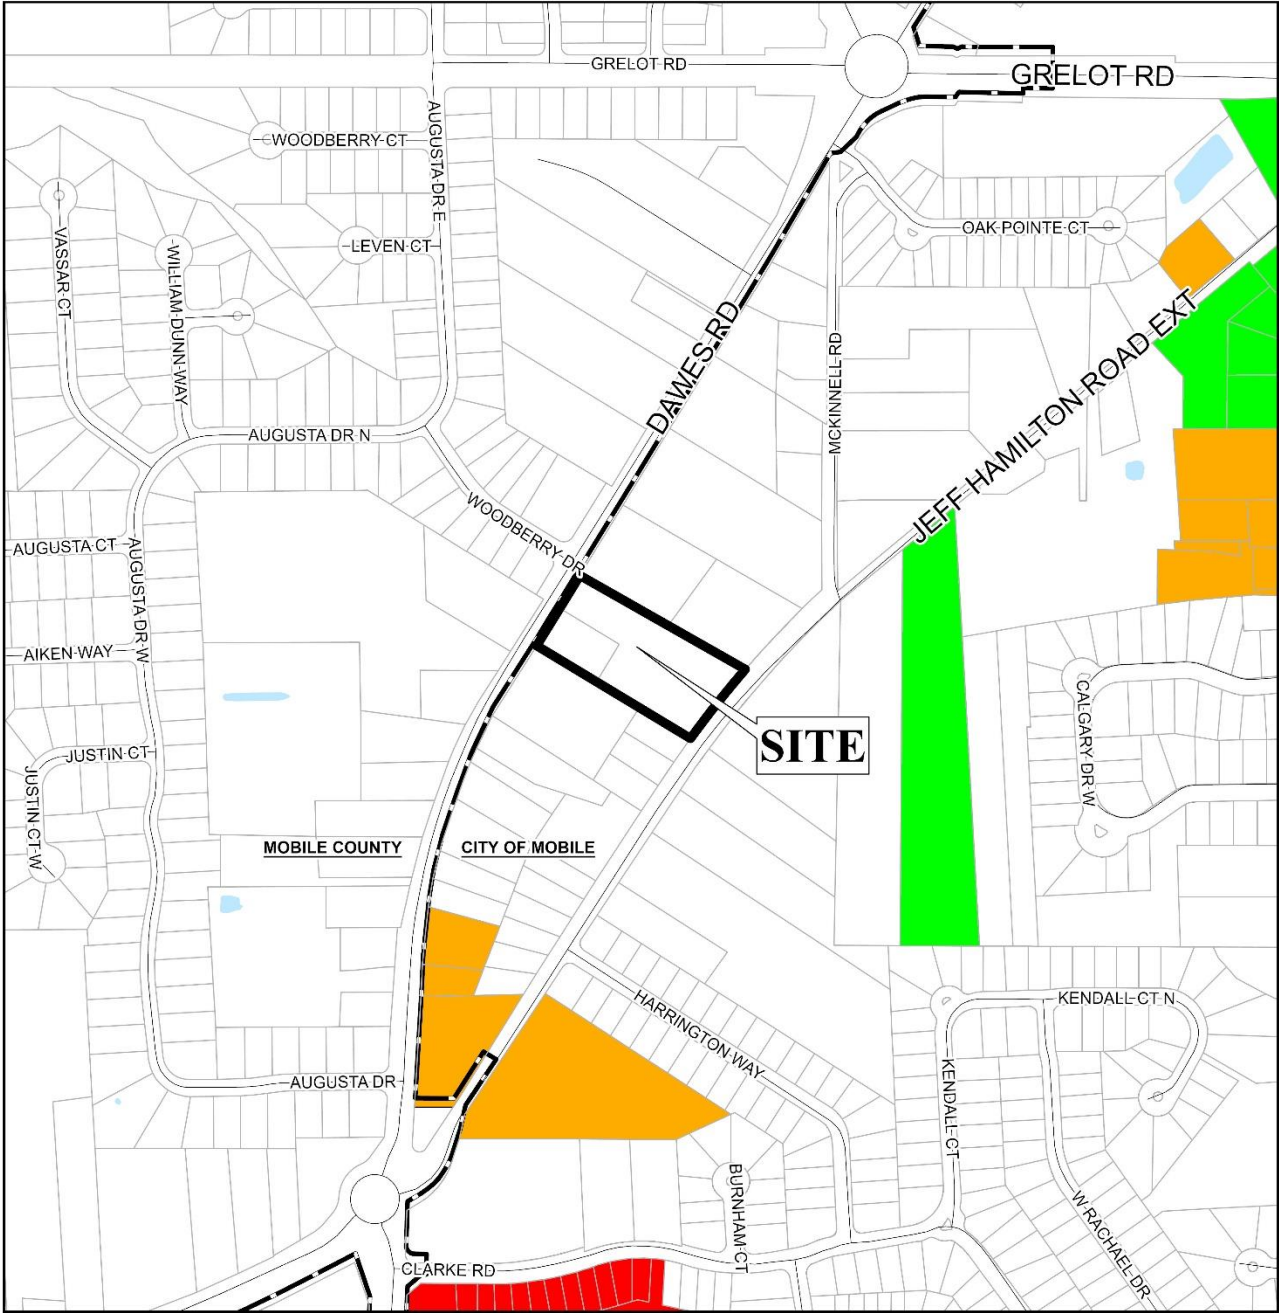 GRELOT RD
GRELOT RD
WOODBERRY CT
AUGUSTA DR E
VASSAR CT
WILLIAM DUNN WAY
LEVEN CT
OAK POINTE CT
DAWES RD
MCKINNELL RD
JEFF HAMILTON ROAD EXT
AUGUSTA DR N
WOODBERRY DR
AUGUSTA CT
AUGUSTA DR W
AIKEN WAY
CALGARY DR W
SITE
JUSTIN CT
JUSTIN CT W
MOBILE COUNTY
CITY OF MOBILE
HARRINGTON WAY
KENDALL CT N
KENDALL CT
AUGUSTA DR
BURNHAM CT
W RACHAEL DR
CLARKE RD